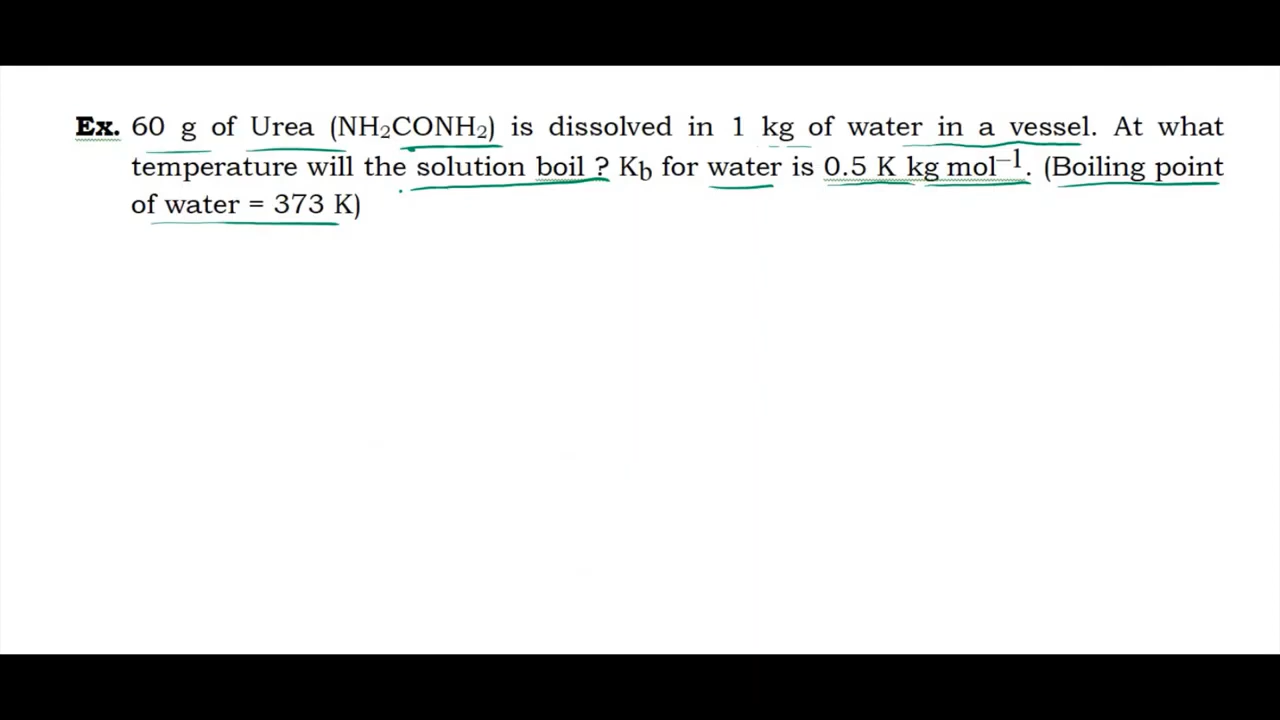 Ex. 60 g of Urea (NH₂CONH₂) is dissolved in 1 kg of water in a vessel. At what
temperature will the solution boil ? K_b for water is 0.5 K kg mol⁻¹. (Boiling point
of water = 373 K)